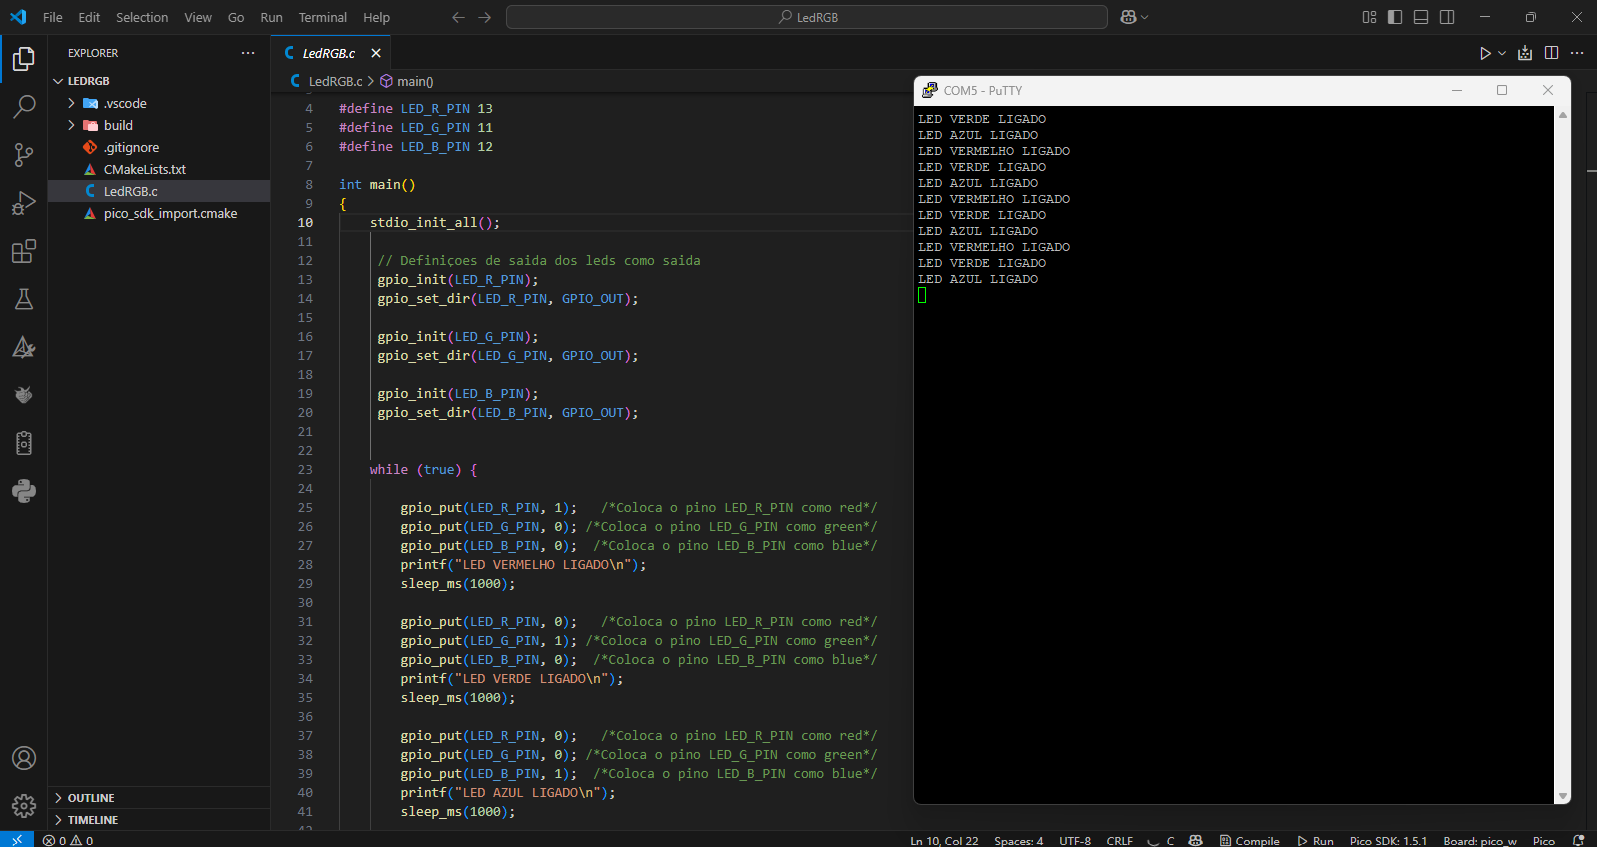 File Edit Selection View Go Run Terminal Help
LedRGB
EXPLORER
LEDRGB
.vscode
build
.gitignore
CMakeLists.txt
LedRGB.c
pico_sdk_import.cmake
OUTLINE
TIMELINE
LedRGB.c
LedRGB.c > main()
4 #define LED_R_PIN 13
5 #define LED_G_PIN 11
6 #define LED_B_PIN 12
7
8 int main()
9 {
10 stdio_init_all();
11
12 // Definiçoes de saida dos leds como saida
13 gpio_init(LED_R_PIN);
14 gpio_set_dir(LED_R_PIN, GPIO_OUT);
15
16 gpio_init(LED_G_PIN);
17 gpio_set_dir(LED_G_PIN, GPIO_OUT);
18
19 gpio_init(LED_B_PIN);
20 gpio_set_dir(LED_B_PIN, GPIO_OUT);
21
22
23 while (true) {
24
25 gpio_put(LED_R_PIN, 1); /*Coloca o pino LED_R_PIN como red*/
26 gpio_put(LED_G_PIN, 0); /*Coloca o pino LED_G_PIN como green*/
27 gpio_put(LED_B_PIN, 0); /*Coloca o pino LED_B_PIN como blue*/
28 printf("LED VERMELHO LIGADO\n");
29 sleep_ms(1000);
30
31 gpio_put(LED_R_PIN, 0); /*Coloca o pino LED_R_PIN como red*/
32 gpio_put(LED_G_PIN, 1); /*Coloca o pino LED_G_PIN como green*/
33 gpio_put(LED_B_PIN, 0); /*Coloca o pino LED_B_PIN como blue*/
34 printf("LED VERDE LIGADO\n");
35 sleep_ms(1000);
36
37 gpio_put(LED_R_PIN, 0); /*Coloca o pino LED_R_PIN como red*/
38 gpio_put(LED_G_PIN, 0); /*Coloca o pino LED_G_PIN como green*/
39 gpio_put(LED_B_PIN, 1); /*Coloca o pino LED_B_PIN como blue*/
40 printf("LED AZUL LIGADO\n");
41 sleep_ms(1000);
COM5 - PuTTY
LED VERDE LIGADO
LED AZUL LIGADO
LED VERMELHO LIGADO
LED VERDE LIGADO
LED AZUL LIGADO
LED VERMELHO LIGADO
LED VERDE LIGADO
LED AZUL LIGADO
LED VERMELHO LIGADO
LED VERDE LIGADO
LED AZUL LIGADO
0 0 Ln 10, Col 22 Spaces: 4 UTF-8 CRLF C Compile Run Pico SDK: 1.5.1 Board: pico_w Pico